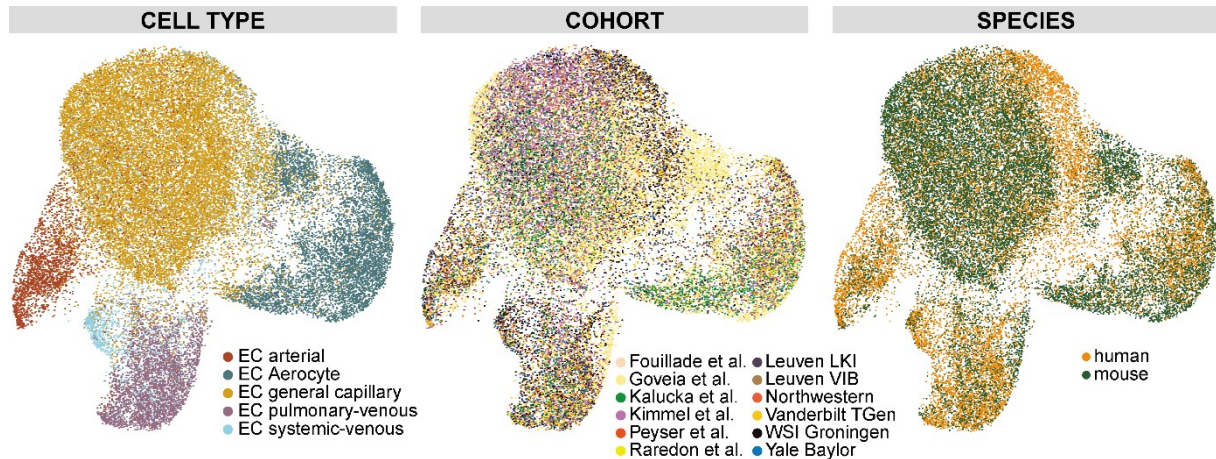 CELL TYPE
COHORT
SPECIES
EC arterial
EC Aerocyte
EC general capillary
EC pulmonary-venous
EC systemic-venous
Fouillade et al.
Goveia et al.
Kalucka et al.
Kimmel et al.
Peyser et al.
Raredon et al.
Leuven LKI
Leuven VIB
Northwestern
Vanderbilt TGen
WSI Groningen
Yale Baylor
human
mouse